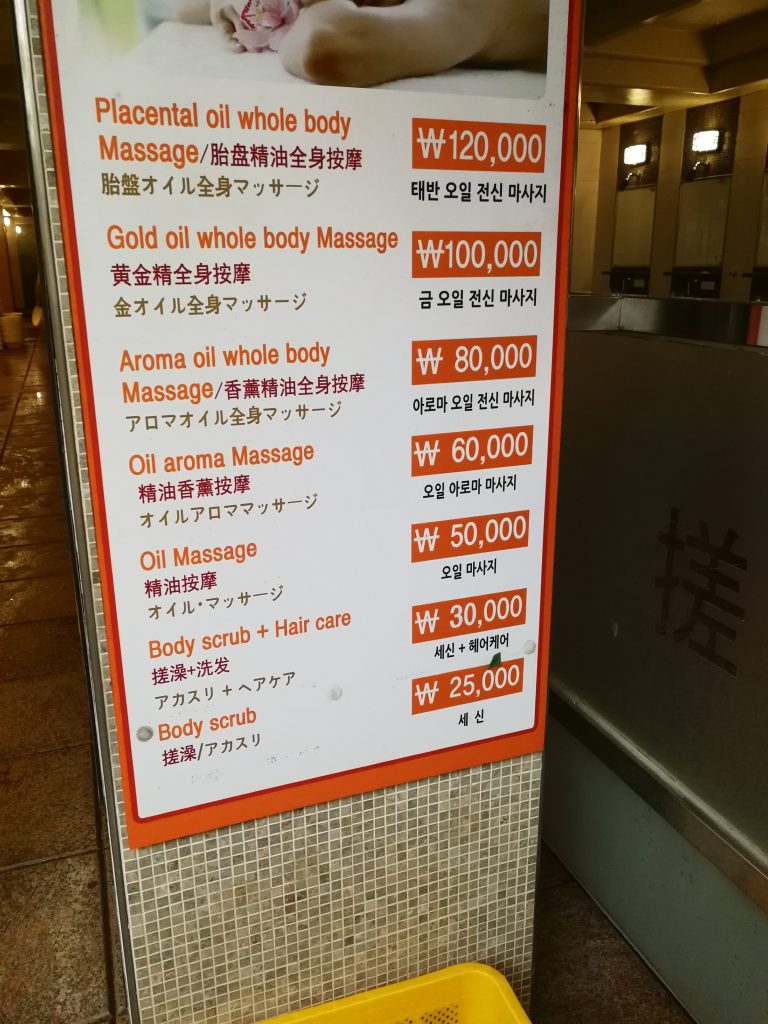 Placental oil whole body
Massage/胎盘精油全身按摩
胎盤オイル全身マッサージ
₩120,000
태반 오일 전신 마사지
Gold oil whole body Massage
黄金精全身按摩
金オイル全身マッサージ
₩100,000
금 오일 전신 마사지
Aroma oil whole body
Massage/香薰精油全身按摩
アロマオイル全身マッサージ
₩ 80,000
아로마 오일 전신 마사지
Oil aroma Massage
精油香薰按摩
オイルアロママッサージ
₩ 60,000
오일 아로마 마사지
Oil Massage
精油按摩
オイル・マッサージ
₩ 50,000
오일 마사지
Body scrub + Hair care
搓澡+洗发
アカスリ + ヘアケア
₩ 30,000
세신 + 헤어케어
Body scrub
搓澡/アカスリ
₩ 25,000
세 신
搓